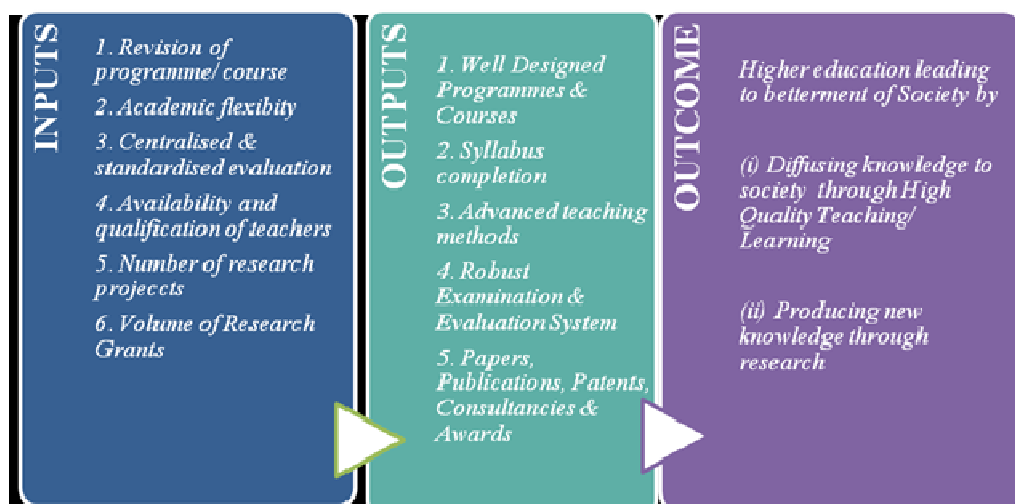 INPUTS
1. Revision of
programme/ course
2. Academic flexibity
3. Centralised &
standardised evaluation
4. Availability and
qualification of teachers
5. Number of research
projeccts
6. Volume of Research
Grants
OUTPUTS
1. Well Designed
Programmes &
Courses
2. Syllabus
completion
3. Advanced teaching
methods
4. Robust
Examination &
Evaluation System
5. Papers,
Publications, Patents,
Consultancies &
Awards
OUTCOME
Higher education leading
to betterment of Society by
(i) Diffusing knowledge to
society through High
Quality Teaching/
Learning
(ii) Producing new
knowledge through
research